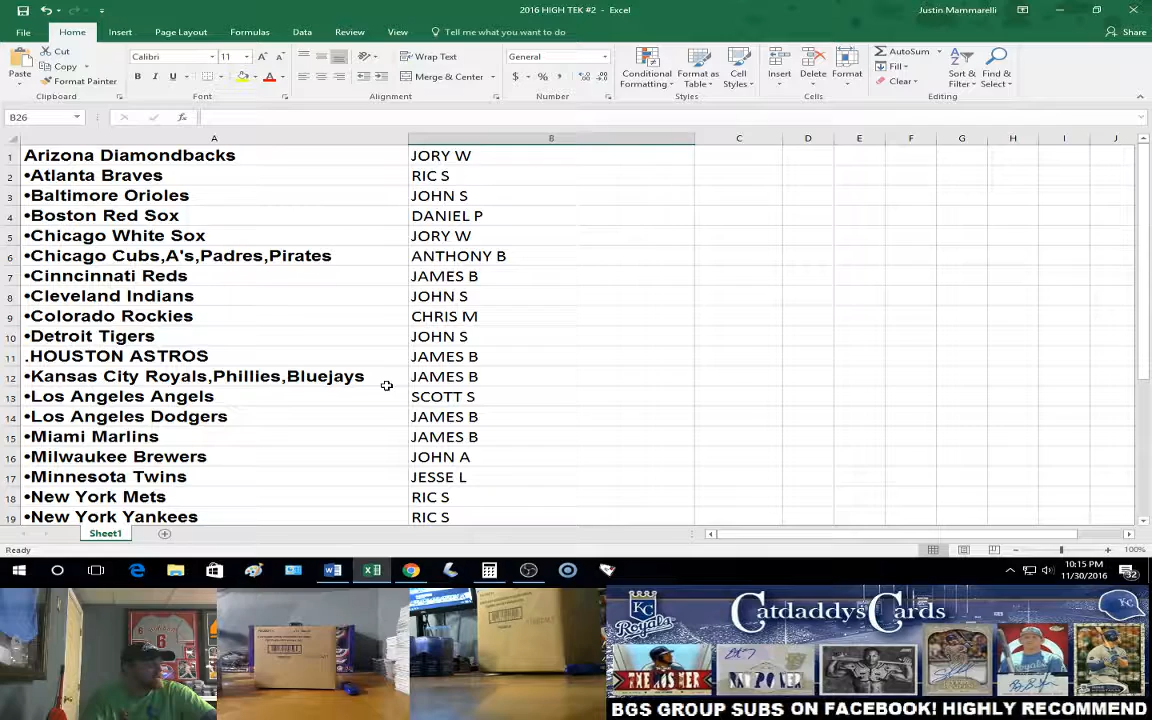 2016 HIGH TEK #2 - Excel
Justin Mammarelli
File Home Insert Page Layout Formulas Data Review View Tell me what you want to do Share
Paste Cut Copy Format Painter
Clipboard
Calibri 11
B I U
Font
Wrap Text
Merge & Center
Alignment
General
$ % ,
Number
Conditional Formatting
Format as Table
Cell Styles
Styles
Insert Delete Format
Cells
AutoSum
Fill
Clear
Sort & Filter
Find & Select
Editing
B26
fx
A B C D E F G H I J
1 Arizona Diamondbacks JORY W
2 •Atlanta Braves RIC S
3 •Baltimore Orioles JOHN S
4 •Boston Red Sox DANIEL P
5 •Chicago White Sox JORY W
6 •Chicago Cubs,A's,Padres,Pirates ANTHONY B
7 •Cinncinnati Reds JAMES B
8 •Cleveland Indians JOHN S
9 •Colorado Rockies CHRIS M
10 •Detroit Tigers JOHN S
11 .HOUSTON ASTROS JAMES B
12 •Kansas City Royals,Phillies,Bluejays JAMES B
13 •Los Angeles Angels SCOTT S
14 •Los Angeles Dodgers JAMES B
15 •Miami Marlins JAMES B
16 •Milwaukee Brewers JOHN A
17 •Minnesota Twins JESSE L
18 •New York Mets RIC S
19 •New York Yankees RIC S
Sheet1
Ready
100%
10:15 PM
11/30/2016
32
KC
Royals
Catdaddys Cards
KC
BGS GROUP SUBS ON FACEBOOK! HIGHLY RECOMMEND